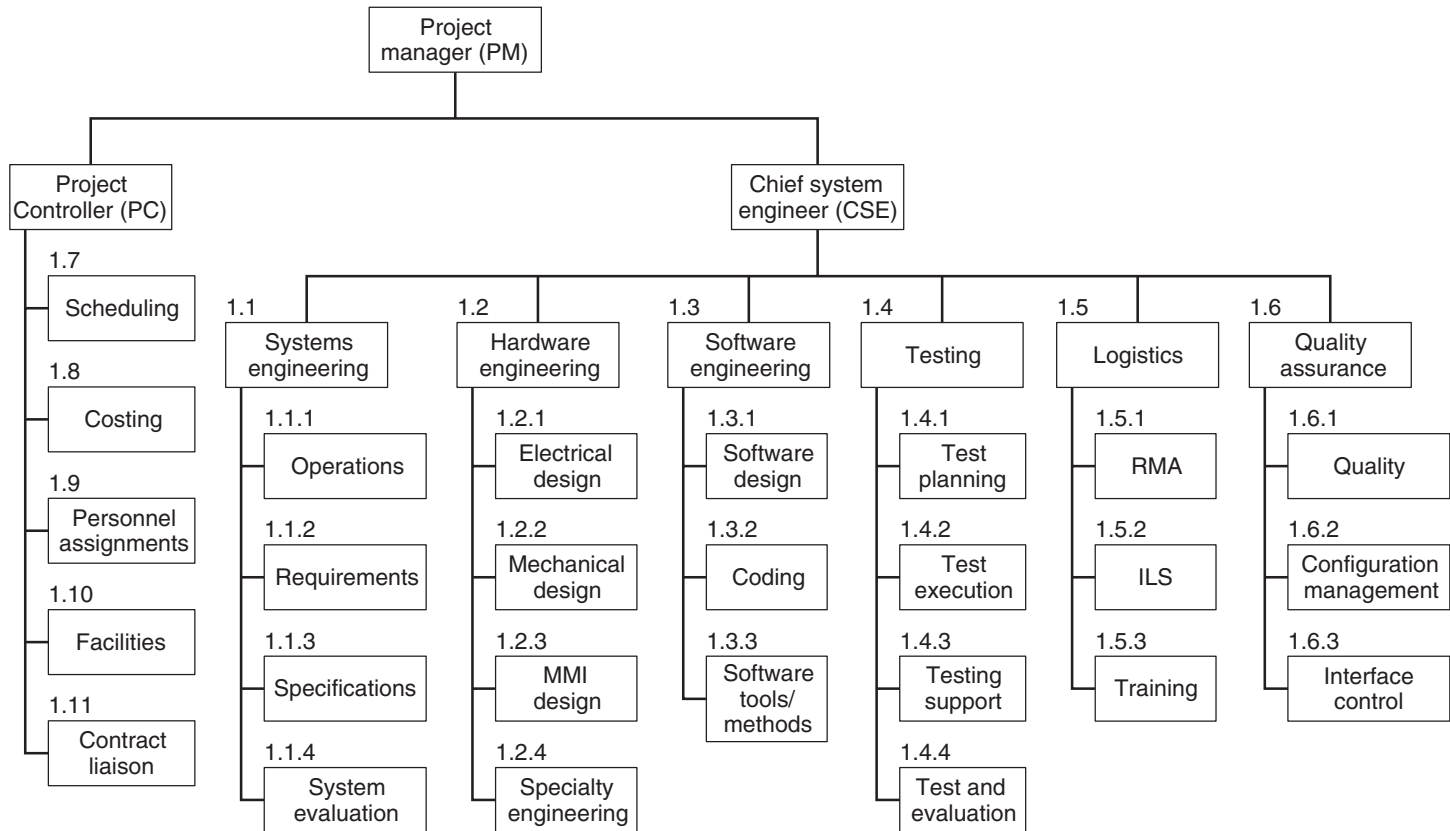 Project
manager (PM)
Project
Controller (PC)
Chief system
engineer (CSE)
1.7
Scheduling
1.8
Costing
1.9
Personnel
assignments
1.10
Facilities
1.11
Contract
liaison
1.1
Systems
engineering
1.1.1
Operations
1.1.2
Requirements
1.1.3
Specifications
1.1.4
System
evaluation
1.2
Hardware
engineering
1.2.1
Electrical
design
1.2.2
Mechanical
design
1.2.3
MMI
design
1.2.4
Specialty
engineering
1.3
Software
engineering
1.3.1
Software
design
1.3.2
Coding
1.3.3
Software
tools/
methods
1.4
Testing
1.4.1
Test
planning
1.4.2
Test
execution
1.4.3
Testing
support
1.4.4
Test and
evaluation
1.5
Logistics
1.5.1
RMA
1.5.2
ILS
1.5.3
Training
1.6
Quality
assurance
1.6.1
Quality
1.6.2
Configuration
management
1.6.3
Interface
control